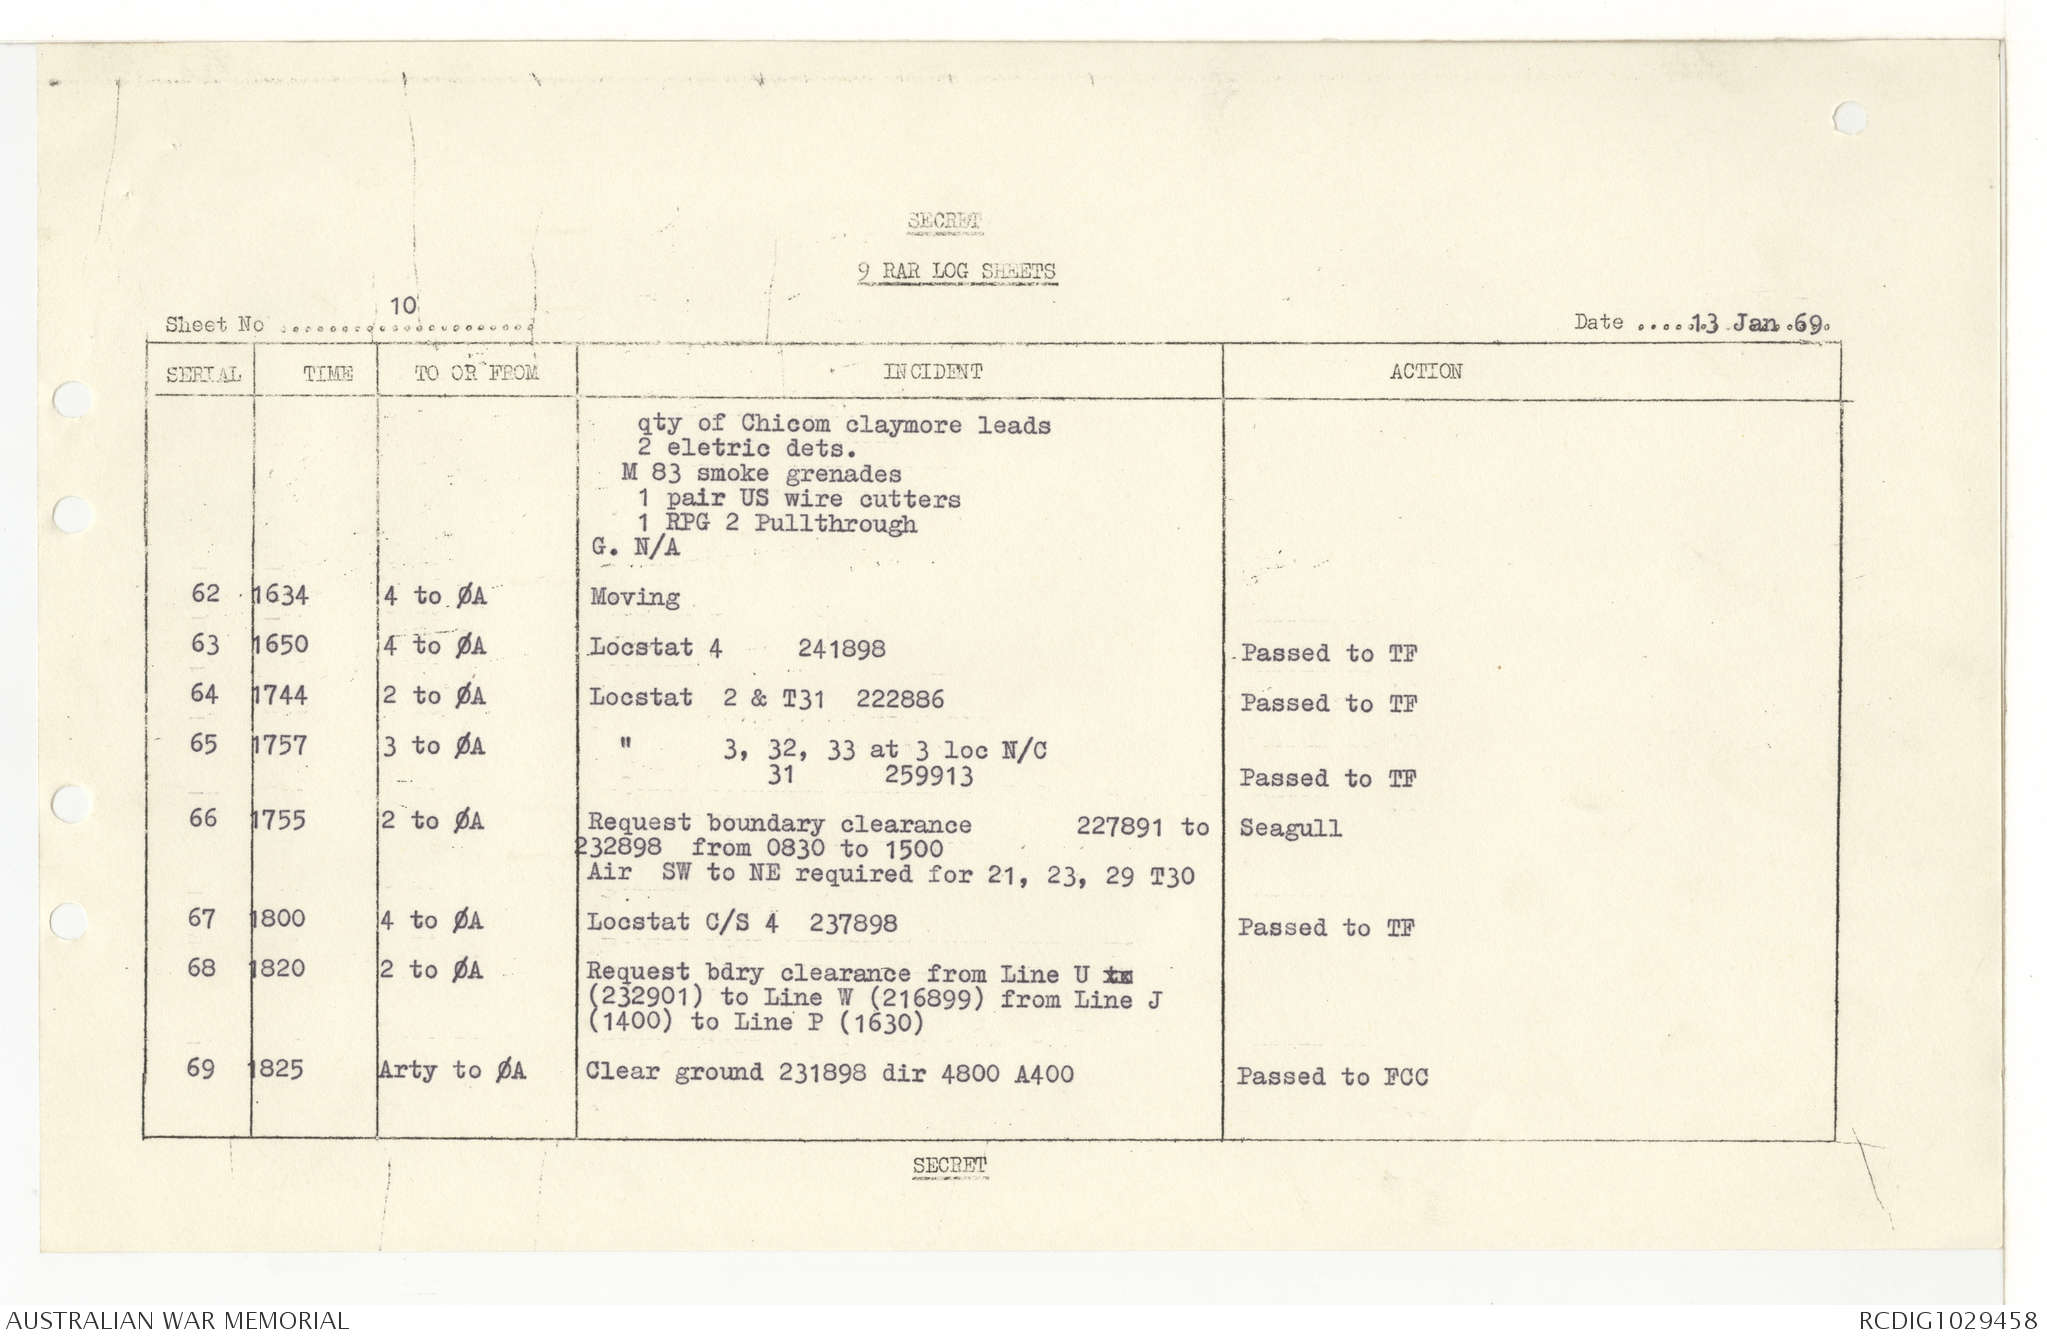 SECRET
9 RAR LOG SHEETS
Sheet No 10
Date 13 Jan 69
SERIAL TIME TO OR FROM INCIDENT ACTION
qty of Chicom claymore leads
2 eletric dets.
M 83 smoke grenades
1 pair US wire cutters
1 RPG 2 Pullthrough
G. N/A
62 1634 4 to ØA Moving
63 1650 4 to ØA Locstat 4 241898 Passed to TF
64 1744 2 to ØA Locstat 2 & T31 222886 Passed to TF
65 1757 3 to ØA " 3, 32, 33 at 3 loc N/C
31 259913 Passed to TF
66 1755 2 to ØA Request boundary clearance 227891 to Seagull
232898 from 0830 to 1500
Air SW to NE required for 21, 23, 29 T30
67 1800 4 to ØA Locstat C/S 4 237898 Passed to TF
68 1820 2 to ØA Request bdry clearance from Line U
(232901) to Line W (216899) from Line J
(1400) to Line P (1630)
69 1825 Arty to ØA Clear ground 231898 dir 4800 A400 Passed to FCC
SECRET
AUSTRALIAN WAR MEMORIAL RCDIG1029458